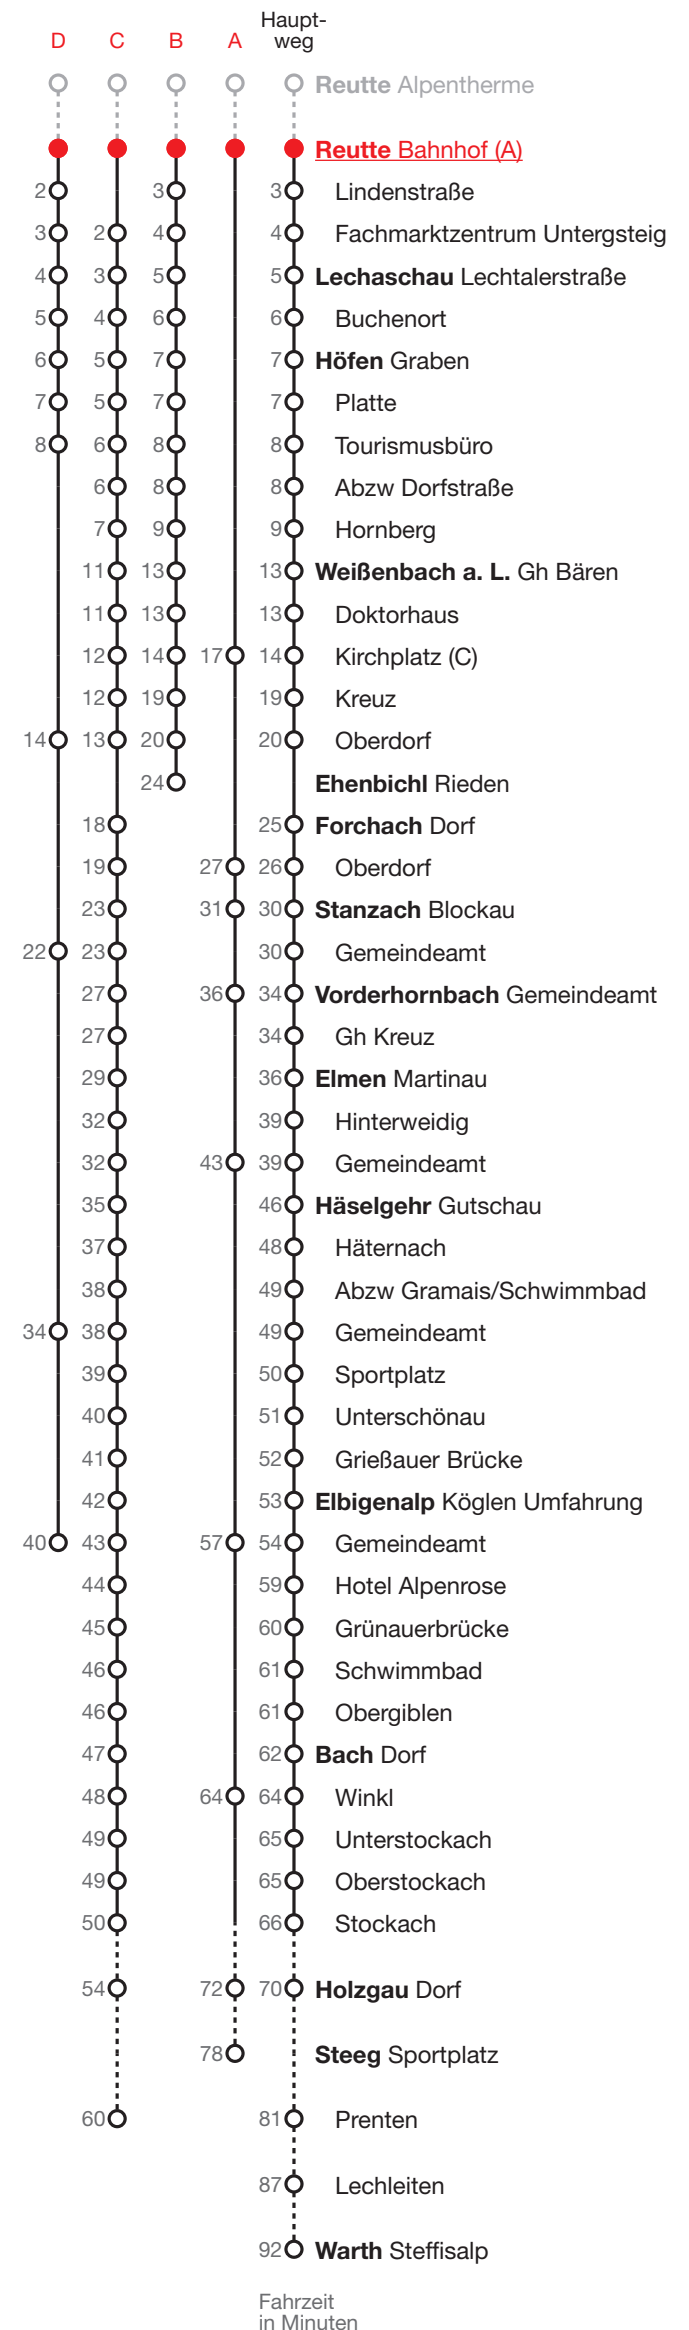 Haupt-
D C B A weg
Reutte Alpentherme
Reutte Bahnhof (A)
2 3 3 Lindenstraße
3 2 4 4 Fachmarktzentrum Untergsteig
4 3 5 5 Lechaschau Lechtalerstraße
5 4 6 6 Buchenort
6 5 7 7 Höfen Graben
7 5 7 7 Platte
8 6 8 8 Tourismusbüro
6 8 8 Abzw Dorfstraße
7 9 9 Hornberg
11 13 13 Weißenbach a. L. Gh Bären
11 13 13 Doktorhaus
12 14 17 14 Kirchplatz (C)
12 19 19 Kreuz
14 13 20 20 Oberdorf
24 Ehenbichl Rieden
18 25 Forchach Dorf
19 27 26 Oberdorf
23 31 30 Stanzach Blockau
22 23 30 Gemeindeamt
27 36 34 Vorderhornbach Gemeindeamt
27 34 Gh Kreuz
29 36 Elmen Martinau
32 39 Hinterweidig
32 43 39 Gemeindeamt
35 46 Häselgehr Gutschau
37 48 Häternach
38 49 Abzw Gramais/Schwimmbad
34 38 49 Gemeindeamt
39 50 Sportplatz
40 51 Unterschönau
41 52 Grießauer Brücke
42 53 Elbigenalp Köglen Umfahrung
40 43 57 54 Gemeindeamt
44 59 Hotel Alpenrose
45 60 Grünauerbrücke
46 61 Schwimmbad
46 61 Obergiblen
47 62 Bach Dorf
48 64 64 Winkl
49 65 Unterstockach
49 65 Oberstockach
50 66 Stockach
54 72 70 Holzgau Dorf
78 Steeg Sportplatz
60 81 Prenten
87 Lechleiten
92 Warth Steffisalp
Fahrzeit
in Minuten